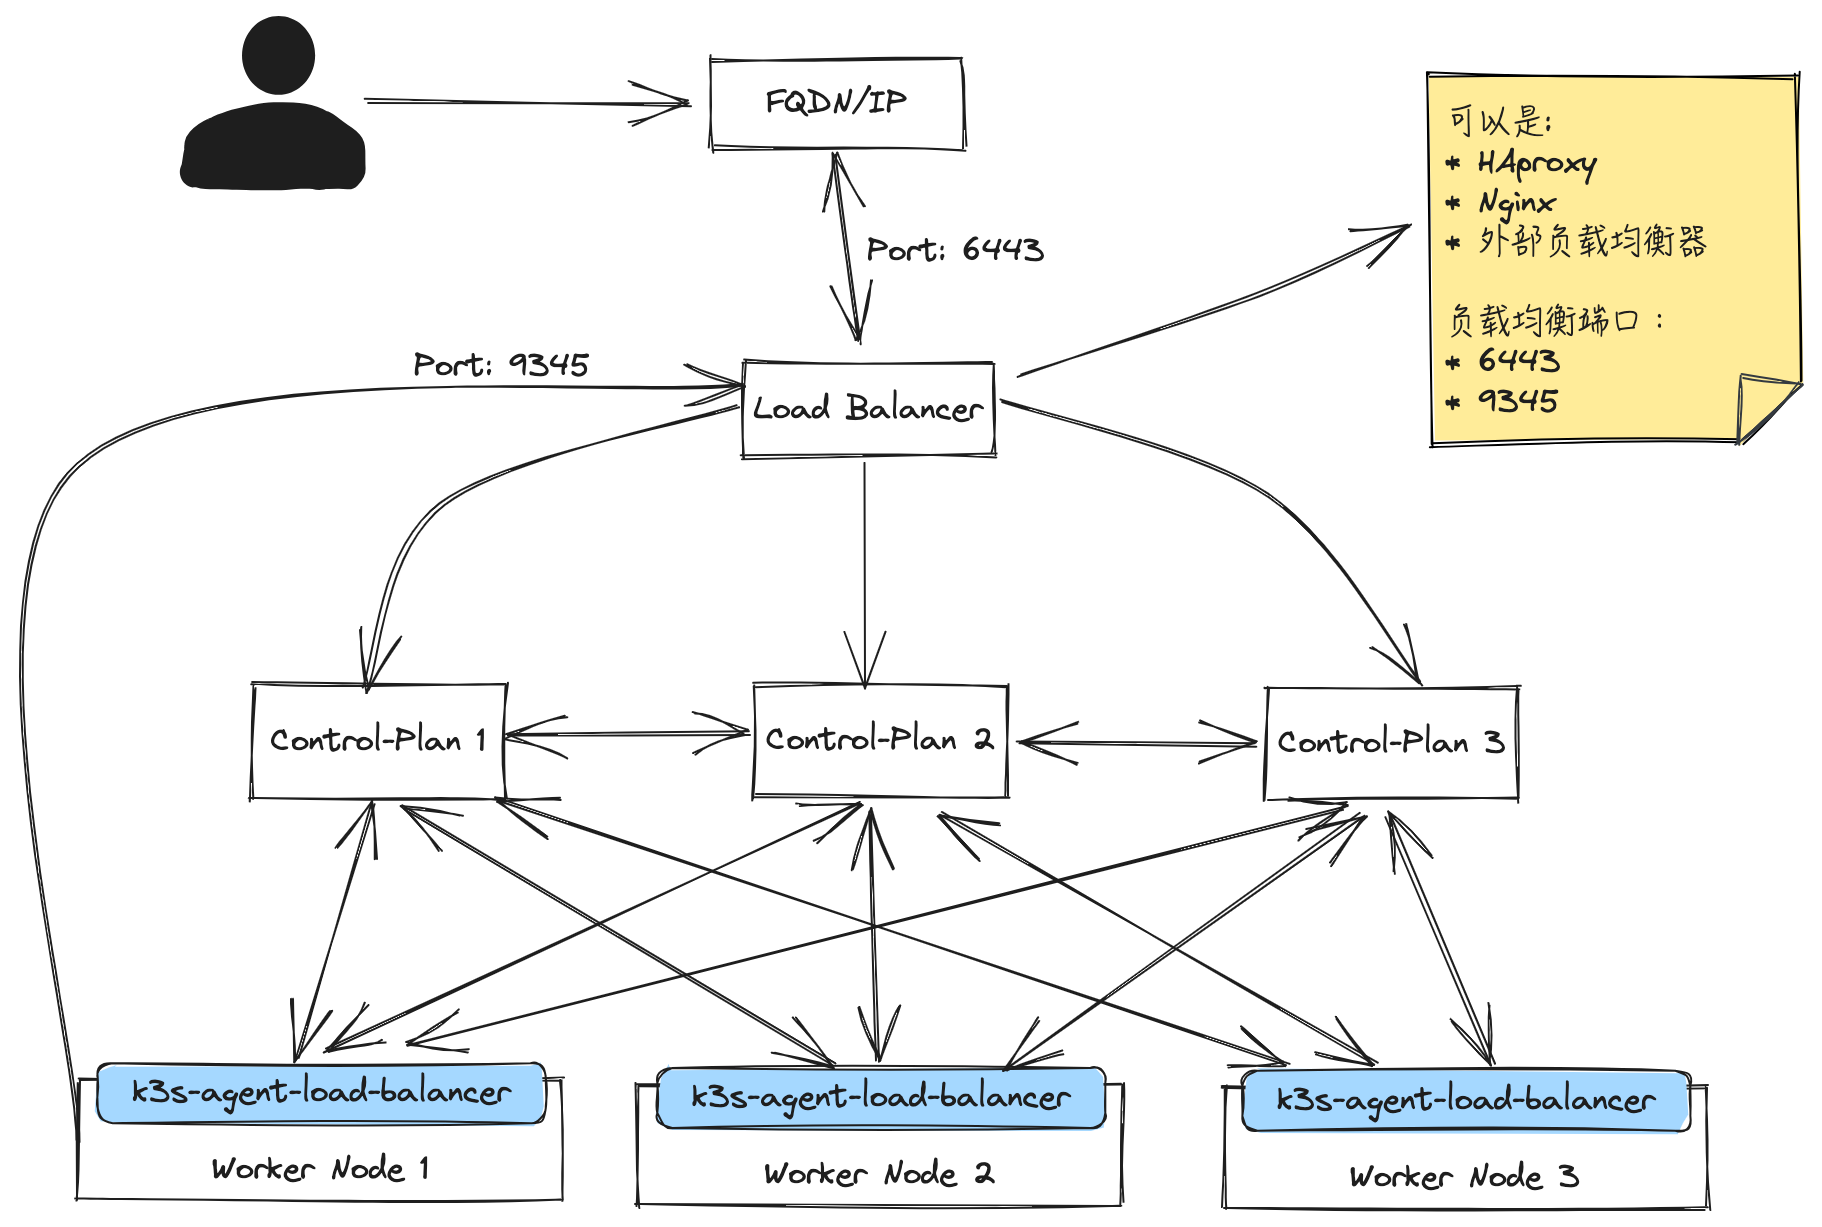 FQDN/IP
Port: 6443
可以是:
* HAproxy
* Nginx
* 外部负载均衡器
负载均衡端口：
* 6443
* 9345
Port: 9345
Load Balancer
Control-Plan 1
Control-Plan 2
Control-Plan 3
k3s-agent-load-balancer
Worker Node 1
k3s-agent-load-balancer
Worker Node 2
k3s-agent-load-balancer
Worker Node 3